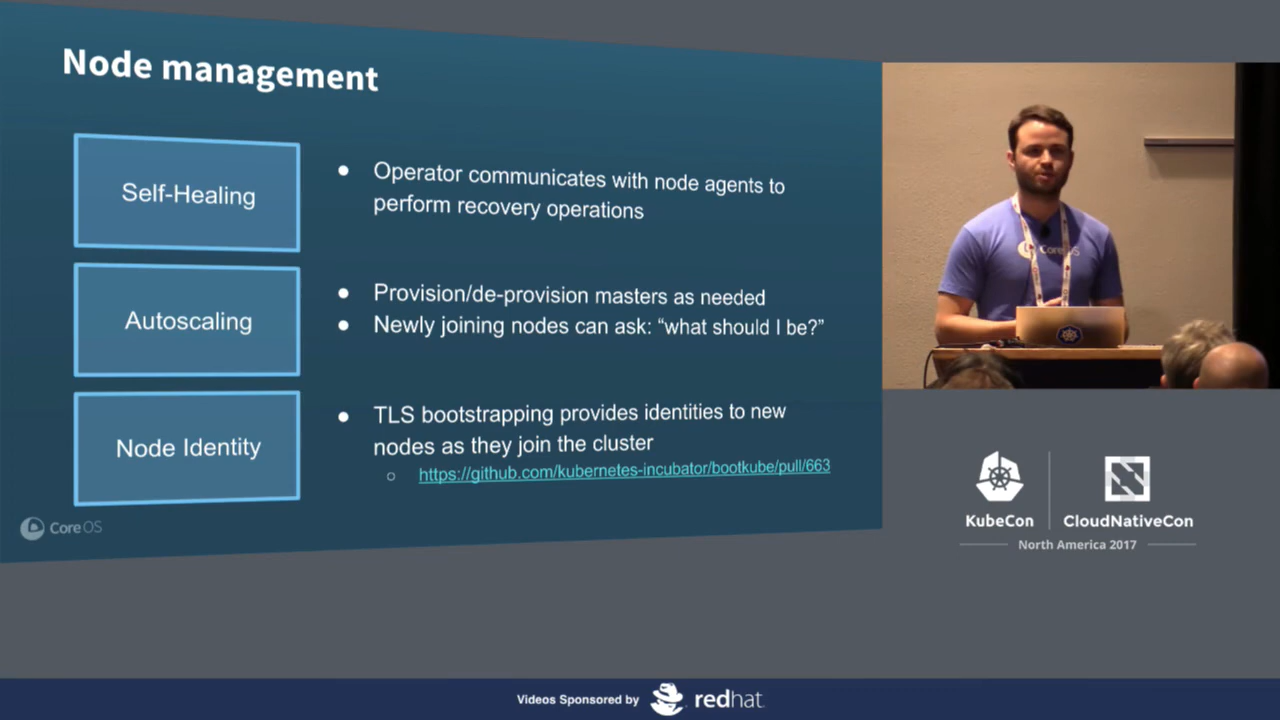 Node management
Self-Healing
Operator communicates with node agents to
perform recovery operations
Autoscaling
Provision/de-provision masters as needed
Newly joining nodes can ask: “what should I be?”
Node Identity
TLS bootstrapping provides identities to new
nodes as they join the cluster
https://github.com/kubernetes-incubator/bootkube/pull/663
CoreOS
CoreOS
KubeCon
CloudNativeCon
North America 2017
Videos Sponsored by
redhat